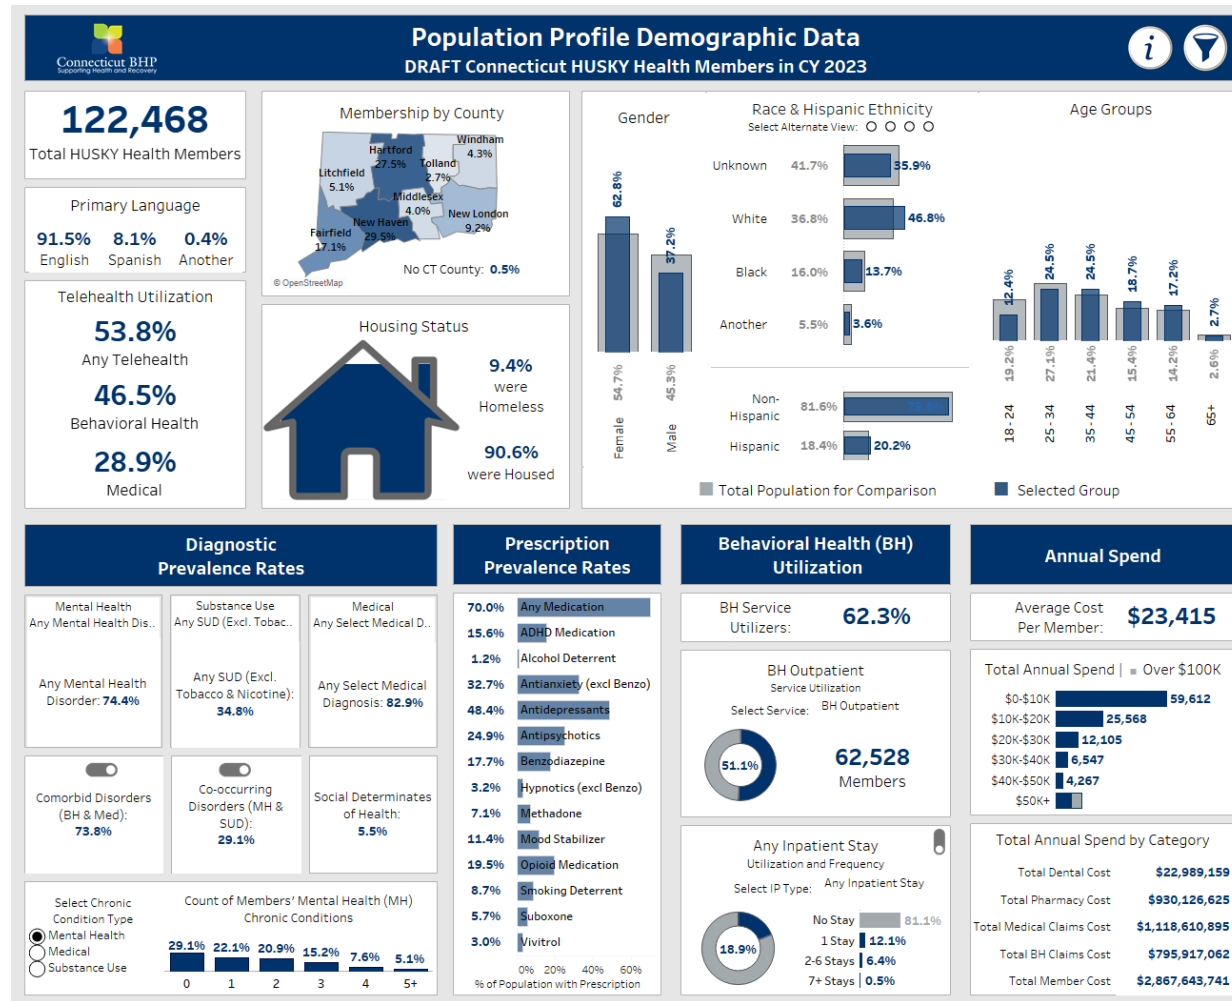 Connecticut BHP
Supporting Health and Recovery
Population Profile Demographic Data
DRAFT Connecticut HUSKY Health Members in CY 2023
i
122,468
Total HUSKY Health Members
Primary Language
91.5% 8.1% 0.4%
English Spanish Another
Telehealth Utilization
53.8%
Any Telehealth
46.5%
Behavioral Health
28.9%
Medical
Membership by County
Windham
4.3%
Hartford
27.5%
Tolland
2.7%
Litchfield
5.1%
Middlesex
4.0%
New London
9.2%
New Haven
29.5%
Fairfield
17.1%
No CT County: 0.5%
© OpenStreetMap
Housing Status
9.4%
were
Homeless
90.6%
were Housed
Gender
62.8%
37.2%
54.7%
45.3%
Female
Male
Race & Hispanic Ethnicity
Select Alternate View:
Unknown 41.7% 35.9%
White 36.8% 46.8%
Black 16.0% 13.7%
Another 5.5% 3.6%
Non-
Hispanic 81.6%
Hispanic 18.4% 20.2%
Age Groups
12.4% 24.5% 24.5% 18.7% 17.2% 2.7%
19.2% 27.1% 21.4% 15.4% 14.2% 2.6%
18 - 24 25 - 34 35 - 44 45 - 54 55 - 64 65+
Total Population for Comparison
Selected Group
Diagnostic
Prevalence Rates
Mental Health
Any Mental Health Dis..
Any Mental Health
Disorder: 74.4%
Substance Use
Any SUD (Excl. Tobac..
Any SUD (Excl.
Tobacco & Nicotine):
34.8%
Medical
Any Select Medical D..
Any Select Medical
Diagnosis: 82.9%
Comorbid Disorders
(BH & Med):
73.8%
Co-occurring
Disorders (MH &
SUD):
29.1%
Social Determinates
of Health:
5.5%
Select Chronic
Condition Type
Mental Health
Medical
Substance Use
Count of Members' Mental Health (MH)
Chronic Conditions
29.1% 22.1% 20.9% 15.2% 7.6% 5.1%
0 1 2 3 4 5+
Prescription
Prevalence Rates
70.0% Any Medication
15.6% ADHD Medication
1.2% Alcohol Deterrent
32.7% Antianxiety (excl Benzo)
48.4% Antidepressants
24.9% Antipsychotics
17.7% Benzodiazepine
3.2% Hypnotics (excl Benzo)
7.1% Methadone
11.4% Mood Stabilizer
19.5% Opioid Medication
8.7% Smoking Deterrent
5.7% Suboxone
3.0% Vivitrol
0% 20% 40% 60%
% of Population with Prescription
Behavioral Health (BH)
Utilization
BH Service
Utilizers: 62.3%
BH Outpatient
Service Utilization
Select Service: BH Outpatient
51.1%
62,528
Members
Any Inpatient Stay
Utilization and Frequency
Select IP Type: Any Inpatient Stay
18.9%
No Stay 81.1%
1 Stay 12.1%
2-6 Stays 6.4%
7+ Stays 0.5%
Annual Spend
Average Cost
Per Member: $23,415
Total Annual Spend | Over $100K
$0-$10K 59,612
$10K-$20K 25,568
$20K-$30K 12,105
$30K-$40K 6,547
$40K-$50K 4,267
$50K+
Total Annual Spend by Category
Total Dental Cost $22,989,159
Total Pharmacy Cost $930,126,625
Total Medical Claims Cost $1,118,610,895
Total BH Claims Cost $795,917,062
Total Member Cost $2,867,643,741